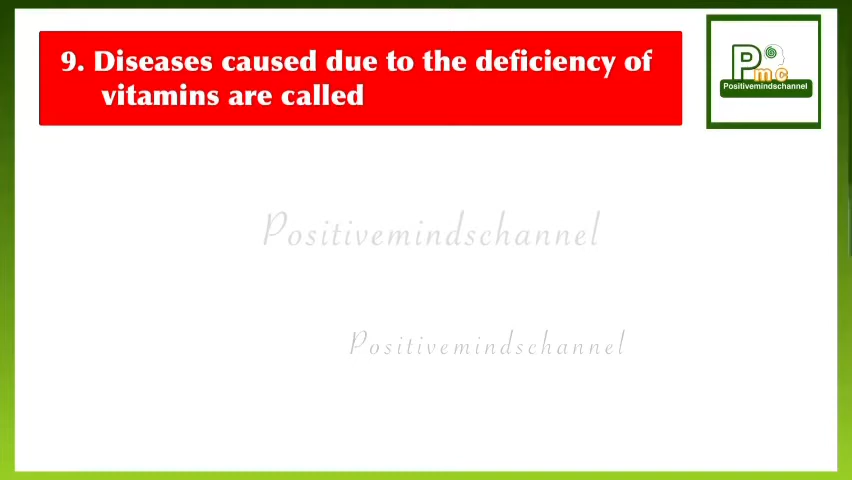 9. Diseases caused due to the deficiency of
vitamins are called
Pmc
Positivemindschannel
Positivemindschannel
Positivemindschannel